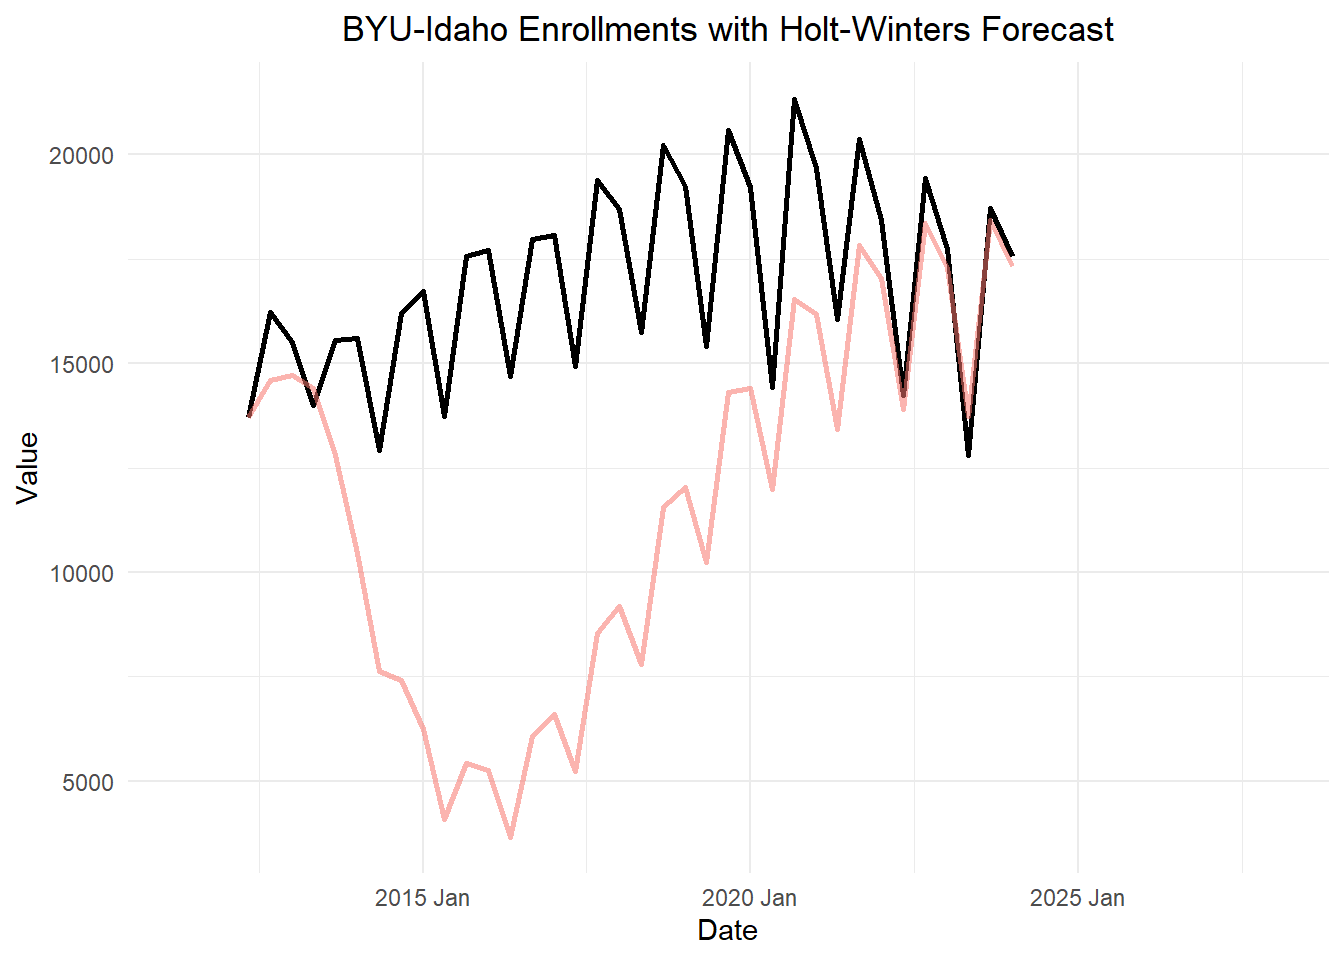 BYU-Idaho Enrollments with Holt-Winters Forecast
20000
15000
10000
5000
Value
2015 Jan
2020 Jan
2025 Jan
Date